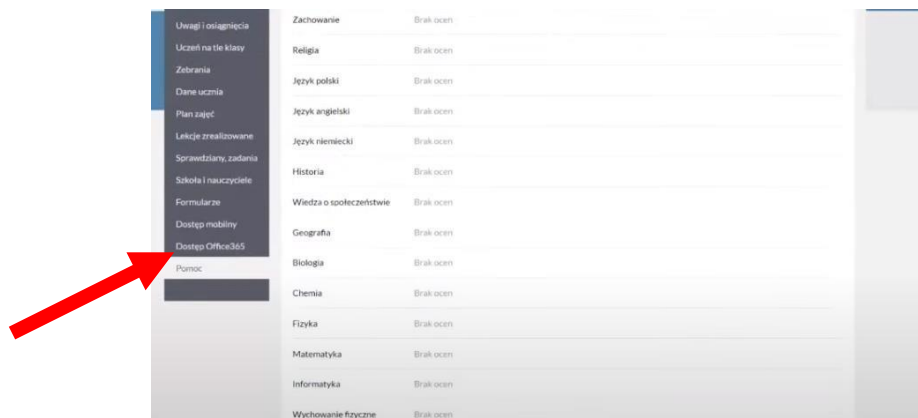 Uwagi i osiągnięcia
Uczeń na tle klasy
Zebrania
Dane ucznia
Plan zajęć
Lekcje zrealizowane
Sprawdziany, zadania
Szkoła i nauczyciele
Formularze
Dostęp mobilny
Dostęp Office365
Pomoc
Zachowanie Brak ocen
Religia Brak ocen
Język polski Brak ocen
Język angielski Brak ocen
Język niemiecki Brak ocen
Historia Brak ocen
Wiedza o społeczeństwie Brak ocen
Geografia Brak ocen
Biologia Brak ocen
Chemia Brak ocen
Fizyka Brak ocen
Matematyka Brak ocen
Informatyka Brak ocen
Wychowanie fizyczne Brak ocen